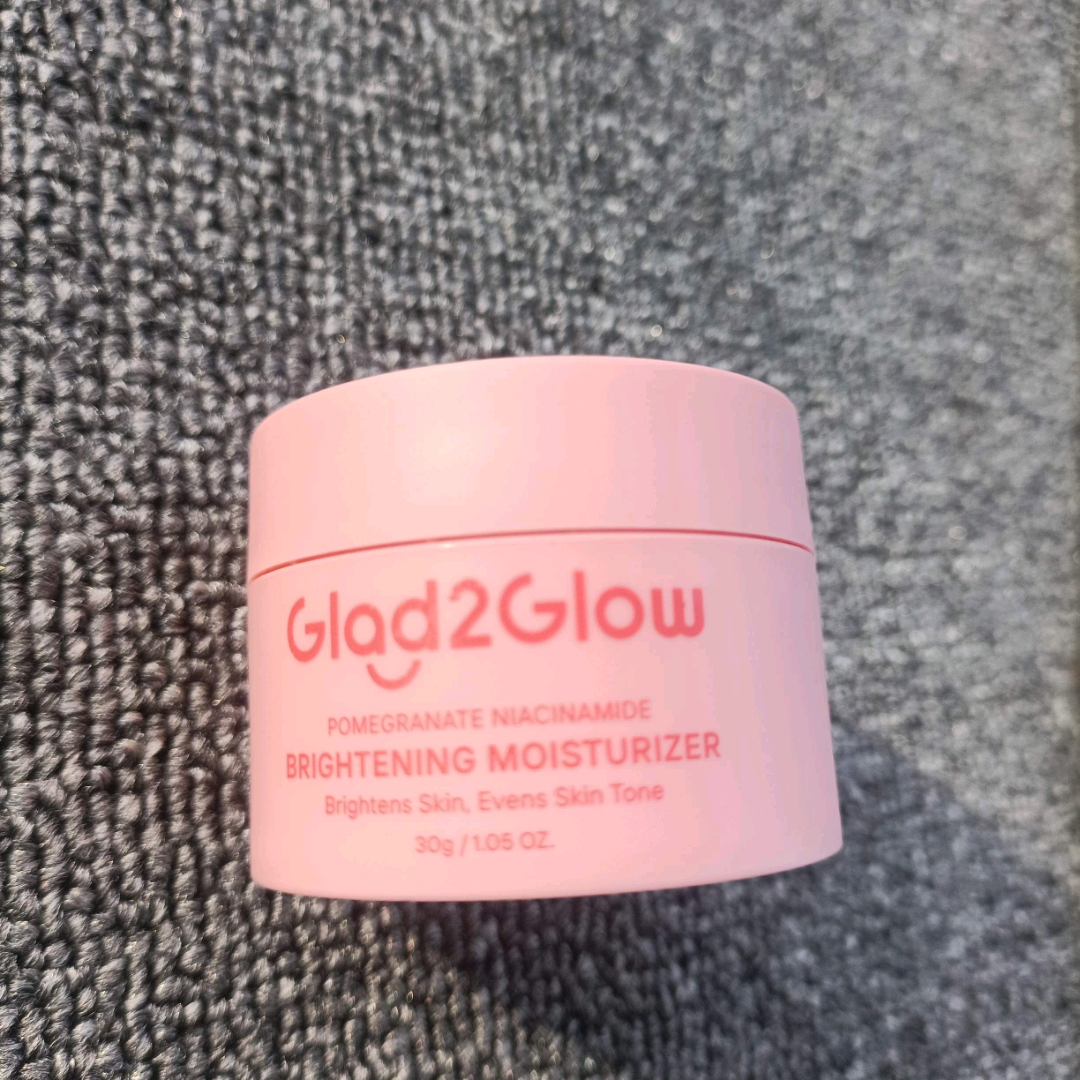 Glad2Glow
POMEGRANATE NIACINAMIDE
BRIGHTENING MOISTURIZER
Brightens Skin, Evens Skin Tone
30g / 1.05 OZ.